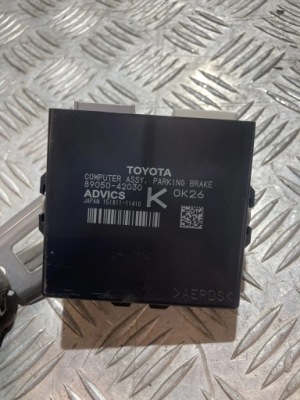 TOYOTA
COMPUTER ASSY, PARKING BRAKE
89050-42030
ADVICS K OK26
JAPAN 151811-11410
>AEPDS<